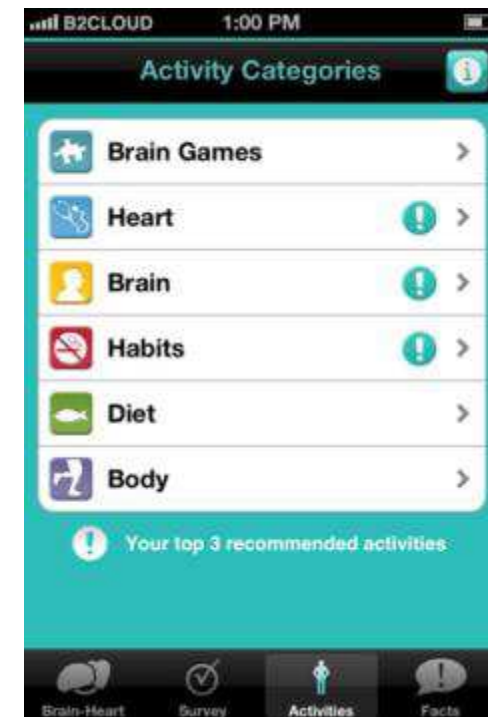 B2CLOUD 1:00 PM
Activity Categories
Brain Games
Heart
Brain
Habits
Diet
Body
Your top 3 recommended activities
Brain-Heart Survey Activities Facts